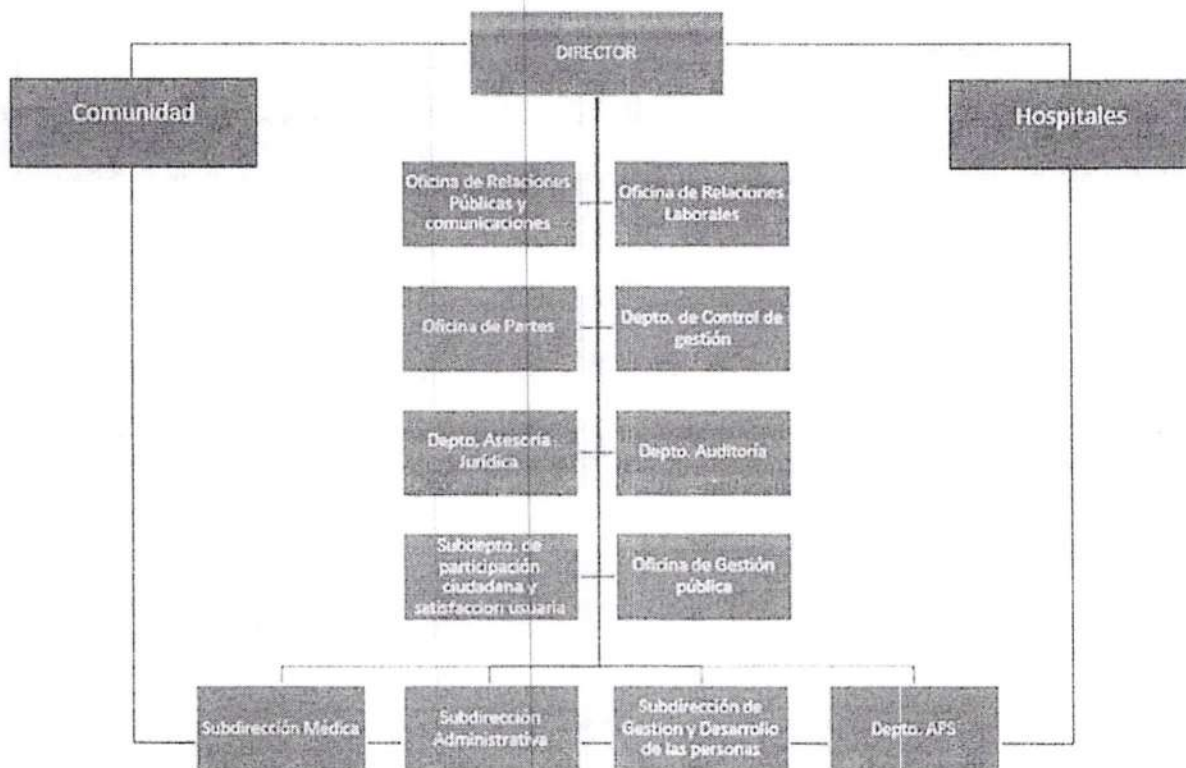 DIRECTOR
Comunidad
Hospitales
Oficina de Relaciones
Públicas y
comunicaciones
Oficina de Relaciones
Laborales
Oficina de Partes
Depto. de Control de
gestión
Depto. Asesoría
Jurídica
Depto. Auditoría
Subdepto. de
participación
ciudadana y
satisfaccion usuaria
Oficina de Gestión
pública
Subdirección Médica
Subdirección
Administrativa
Subdirección de
Gestion y Desarrollo
de las personas
Depto. APS